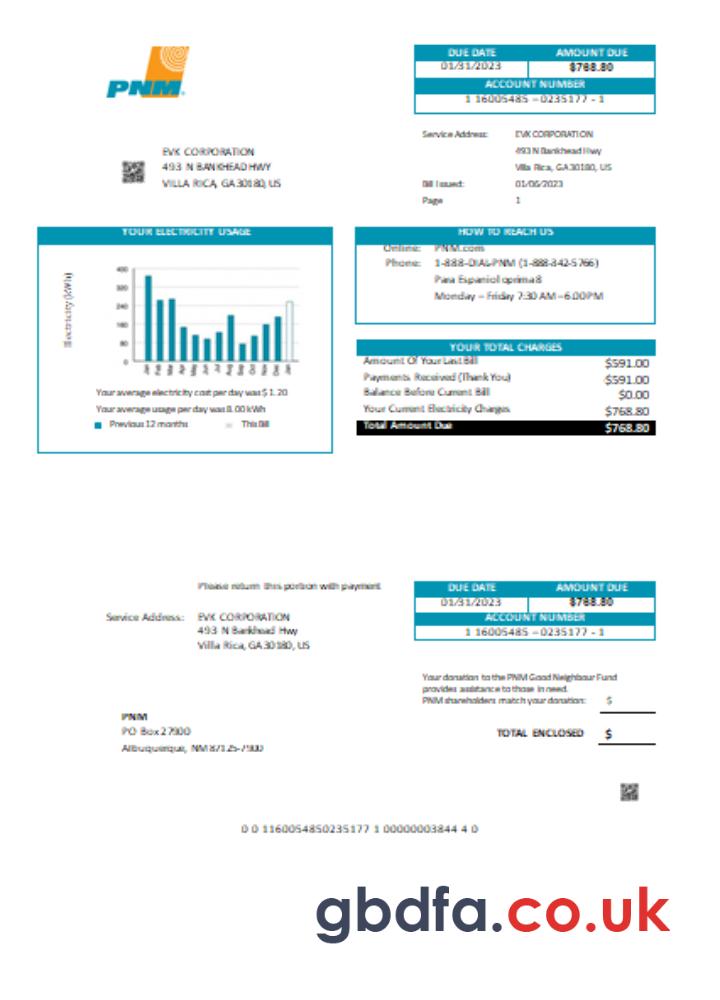 PNM
DUE DATE AMOUNT DUE
01/31/2023 $768.80
ACCOUNT NUMBER
1 16005485 – 0235177 - 1
Service Address: EVK CORPORATION
493 N Bankhead Hwy
Villa Rica, GA 30180, US
Bill Issued: 01/06/2023
Page 1
EVK CORPORATION
493 N BANKHEAD HWY
VILLA RICA, GA 30180, US
YOUR ELECTRICITY USAGE
Electricity (kWh)
400
320
240
160
80
0
Jan Feb Mar Apr May Jun Jul Aug Sep Oct Nov Dec Jan
Your average electricity cost per day was $ 1.20
Your average usage per day was 8.00 kWh
Previous 12 months This Bill
HOW TO REACH US
Online: PNM.com
Phone: 1-888-DIAL-PNM (1-888-342-5766)
Para Espaniol oprima 8
Monday – Friday 7:30 AM – 6:00PM
YOUR TOTAL CHARGES
Amount Of Your Last Bill $591.00
Payments Received (Thank You) -$591.00
Balance Before Current Bill $0.00
Your Current Electricity Charges $768.80
Total Amount Due $768.80
Please return this portion with payment
DUE DATE AMOUNT DUE
01/31/2023 $768.80
ACCOUNT NUMBER
1 16005485 – 0235177 - 1
Service Address: EVK CORPORATION
493 N Bankhead Hwy
Villa Rica, GA 30180, US
Your donation to the PNM Good Neighbour Fund
provides assistance to those in need.
PNM shareholders match your donation: $
TOTAL ENCLOSED $
PNM
PO Box 27900
Albuquerque, NM 87125-7900
0 0 1160054850235177 1 00000003844 4 0
gbdfa.co.uk